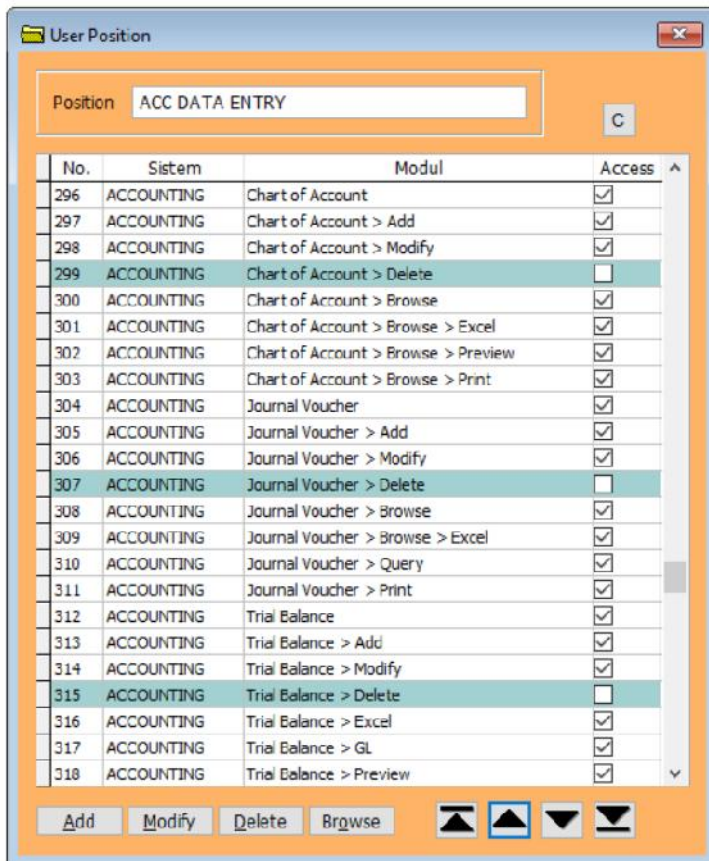 User Position
Position ACC DATA ENTRY
C
No. Sistem Modul Access
296 ACCOUNTING Chart of Account
297 ACCOUNTING Chart of Account > Add
298 ACCOUNTING Chart of Account > Modify
299 ACCOUNTING Chart of Account > Delete
300 ACCOUNTING Chart of Account > Browse
301 ACCOUNTING Chart of Account > Browse > Excel
302 ACCOUNTING Chart of Account > Browse > Preview
303 ACCOUNTING Chart of Account > Browse > Print
304 ACCOUNTING Journal Voucher
305 ACCOUNTING Journal Voucher > Add
306 ACCOUNTING Journal Voucher > Modify
307 ACCOUNTING Journal Voucher > Delete
308 ACCOUNTING Journal Voucher > Browse
309 ACCOUNTING Journal Voucher > Browse > Excel
310 ACCOUNTING Journal Voucher > Query
311 ACCOUNTING Journal Voucher > Print
312 ACCOUNTING Trial Balance
313 ACCOUNTING Trial Balance > Add
314 ACCOUNTING Trial Balance > Modify
315 ACCOUNTING Trial Balance > Delete
316 ACCOUNTING Trial Balance > Excel
317 ACCOUNTING Trial Balance > GL
318 ACCOUNTING Trial Balance > Preview
Add Modify Delete Browse